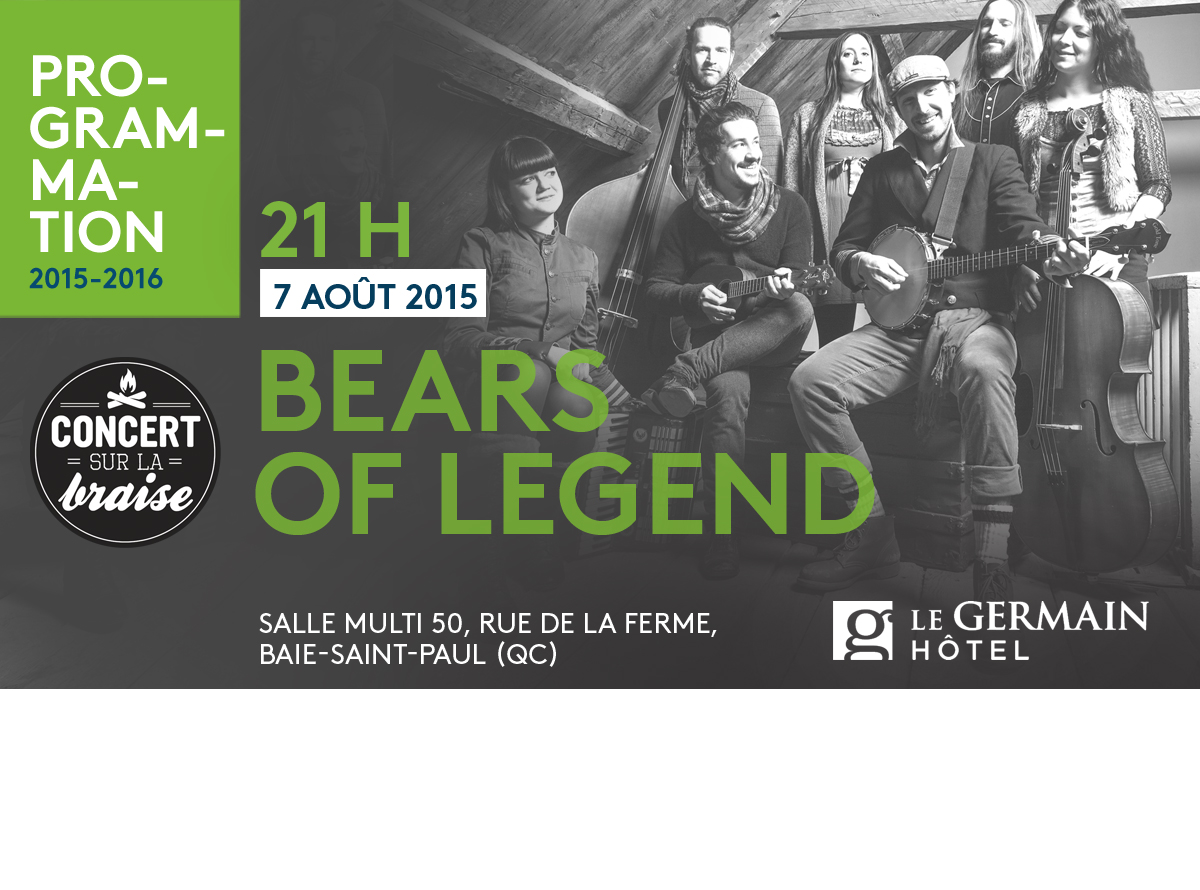 PRO-
GRAM-
MA-
TION
2015-2016
21 H
7 AOÛT 2015
BEARS
OF LEGEND
CONCERT
SUR LA
braise
SALLE MULTI 50, RUE DE LA FERME,
BAIE-SAINT-PAUL (QC)
g
LE GERMAIN
HÔTEL